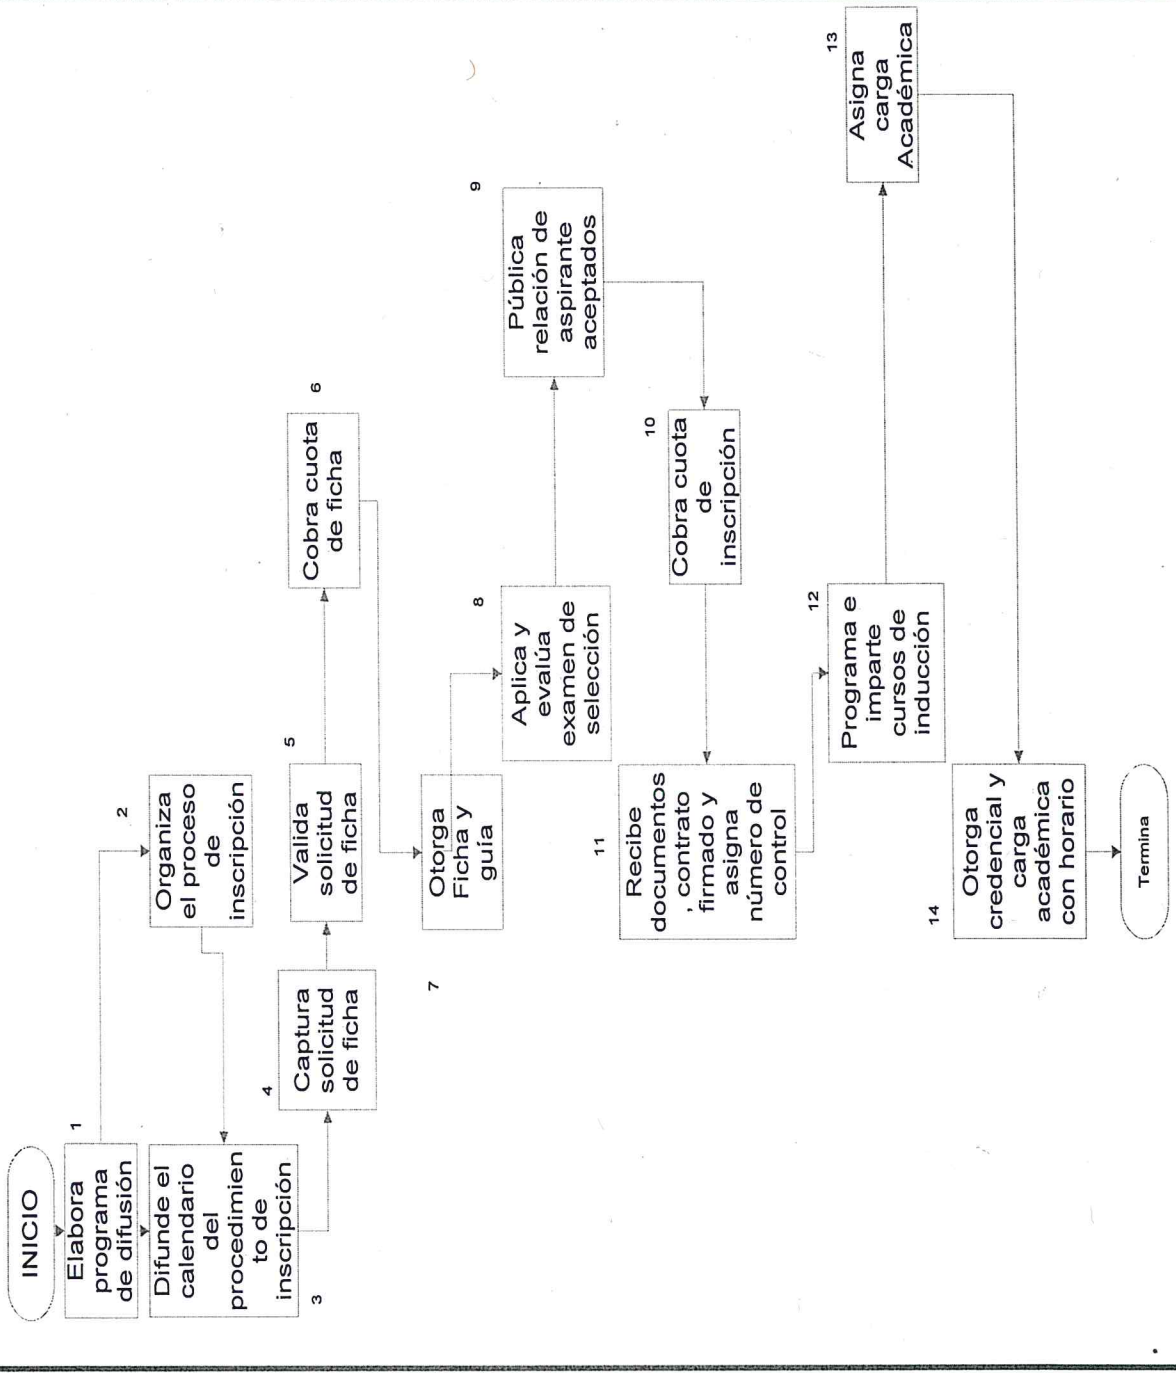 INICIO
1
Elabora
programa
de difusión
2
Organiza
el proceso
de
inscripción
Difunde el
calendario
del
procedimien
to de
inscripción
3
4
Captura
solicitud
de ficha
5
Valida
solicitud
de ficha
6
Cobra cuota
de ficha
Otorga
Ficha y
guía
7
8
Aplica y
evalúa
examen de
selección
9
Pública
relación de
aspirante
aceptados
10
Cobra cuota
de
inscripción
11
Recibe
documentos
, contrato
firmado y
asigna
número de
control
12
Programa e
imparte
cursos de
inducción
13
Asigna
carga
Académica
14
Otorga
credencial y
carga
académica
con horario
Termina